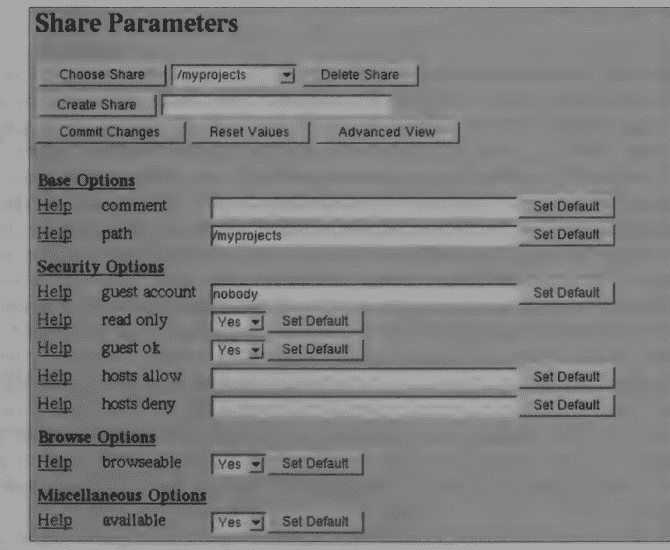 Share Parameters
Choose Share /myprojects Delete Share
Create Share
Commit Changes Reset Values Advanced View
Base Options
Help comment Set Default
Help path /myprojects Set Default
Security Options
Help guest account nobody Set Default
Help read only Yes Set Default
Help guest ok Yes Set Default
Help hosts allow Set Default
Help hosts deny Set Default
Browse Options
Help browseable Yes Set Default
Miscellaneous Options
Help available Yes Set Default